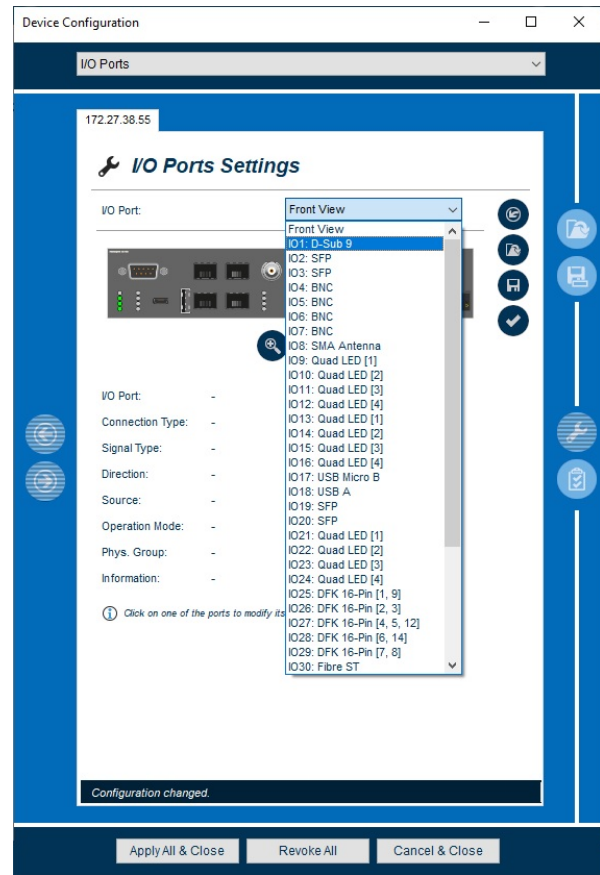 Device Configuration
I/O Ports
172.27.38.55
I/O Ports Settings
I/O Port:
Front View
Front View
IO1: D-Sub 9
IO2: SFP
IO3: SFP
IO4: BNC
IO5: BNC
IO6: BNC
IO7: BNC
IO8: SMA Antenna
IO9: Quad LED [1]
IO10: Quad LED [2]
IO11: Quad LED [3]
IO12: Quad LED [4]
IO13: Quad LED [1]
IO14: Quad LED [2]
IO15: Quad LED [3]
IO16: Quad LED [4]
IO17: USB Micro B
IO18: USB A
IO19: SFP
IO20: SFP
IO21: Quad LED [1]
IO22: Quad LED [2]
IO23: Quad LED [3]
IO24: Quad LED [4]
IO25: DFK 16-Pin [1, 9]
IO26: DFK 16-Pin [2, 3]
IO27: DFK 16-Pin [4, 5, 12]
IO28: DFK 16-Pin [6, 14]
IO29: DFK 16-Pin [7, 8]
IO30: Fibre ST
I/O Port: -
Connection Type: -
Signal Type: -
Direction: -
Source: -
Operation Mode: -
Phys. Group: -
Information: -
Click on one of the ports to modify its
Configuration changed.
Apply All & Close
Revoke All
Cancel & Close